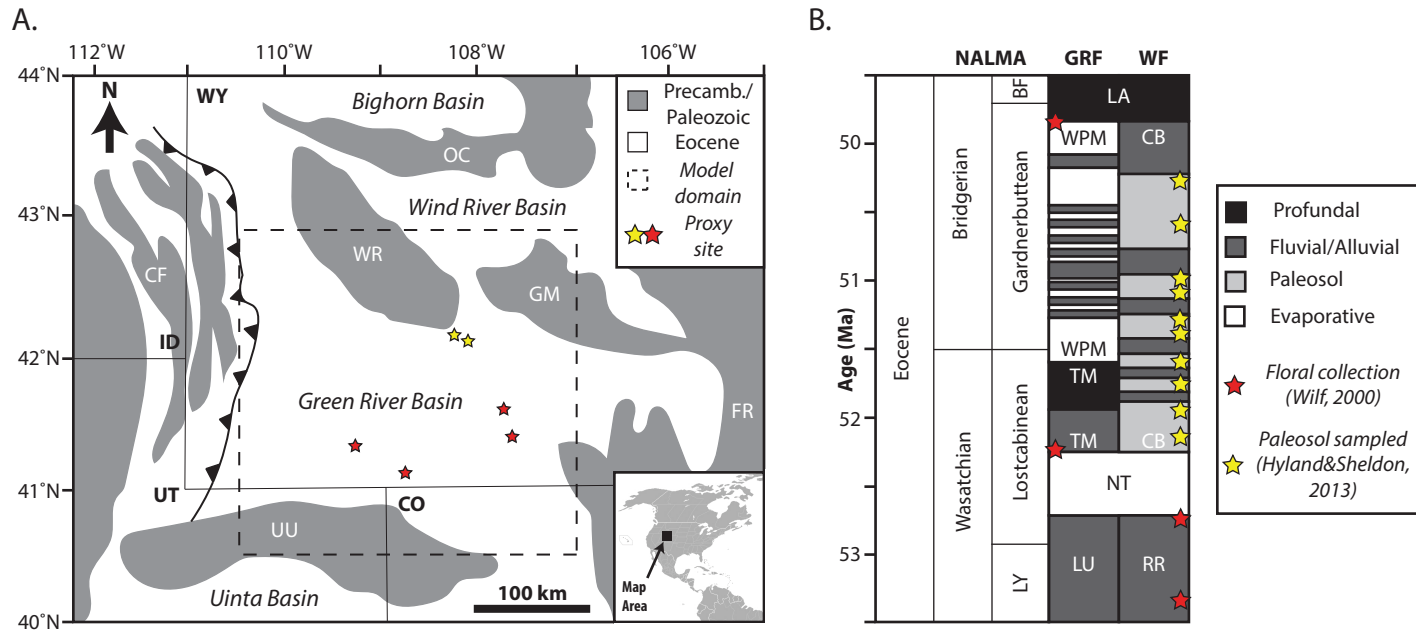 A.
112°W
110°W
108°W
106°W
44°N
43°N
42°N
41°N
40°N
N
WY
Bighorn Basin
OC
Wind River Basin
WR
GM
CF
ID
Green River Basin
FR
UT
CO
UU
Uinta Basin
100 km
Precamb./
Paleozoic
Eocene
Model
domain
Proxy
site
Map
Area
B.
NALMA
GRF
WF
Age (Ma)
50
51
52
53
Eocene
Bridgerian
Wasatchian
BF
Gardnerbuttean
Lostcabinean
LY
LA
WPM
CB
WPM
TM
TM
CB
NT
LU
RR
Profundal
Fluvial/Alluvial
Paleosol
Evaporative
Floral collection
(Wilf, 2000)
Paleosol sampled
(Hyland&Sheldon,
2013)